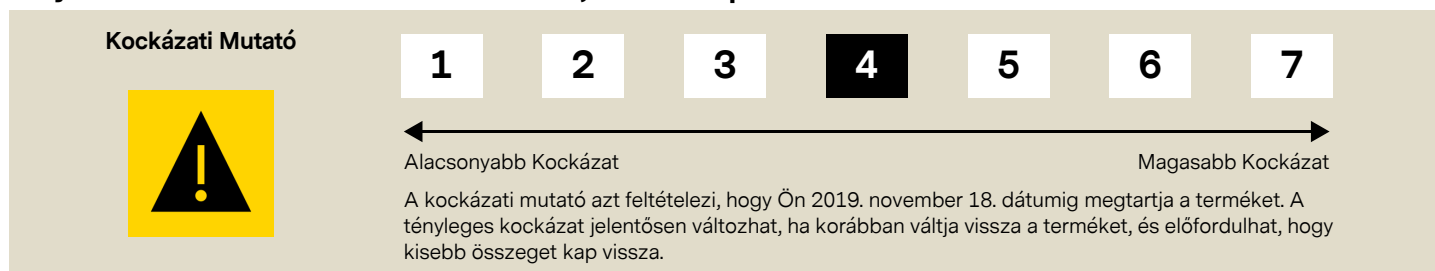 Kockázati Mutató
1 2 3 4 5 6 7
Alacsonyabb Kockázat Magasabb Kockázat
A kockázati mutató azt feltételezi, hogy Ön 2019. november 18. dátumig megtartja a terméket. A
tényleges kockázat jelentősen változhat, ha korábban váltja vissza a terméket, és előfordulhat, hogy
kisebb összeget kap vissza.